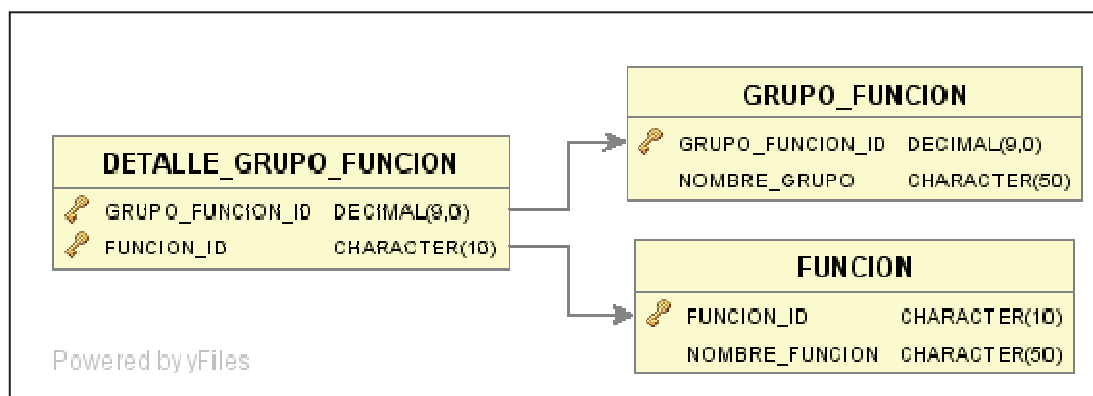 DETALLE_GRUPO_FUNCION
GRUPO_FUNCION_ID DECIMAL(9,0)
FUNCION_ID CHARACTER(10)
GRUPO_FUNCION
GRUPO_FUNCION_ID DECIMAL(9,0)
NOMBRE_GRUPO CHARACTER(50)
FUNCION
FUNCION_ID CHARACTER(10)
NOMBRE_FUNCION CHARACTER(50)
Powered by yFiles